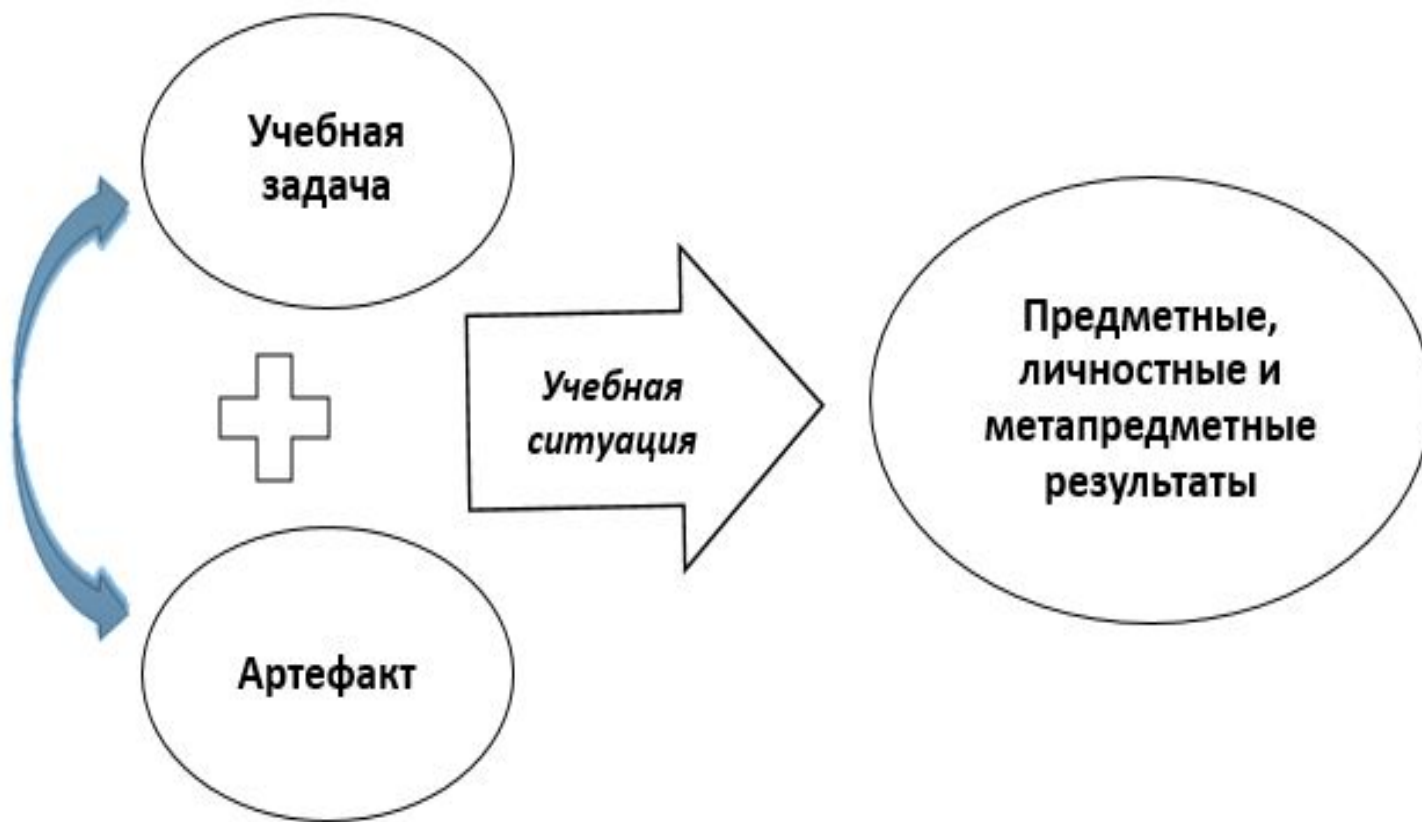 Учебная
задача
Учебная
ситуация
Артефакт
Предметные,
личностные и
метапредметные
результаты